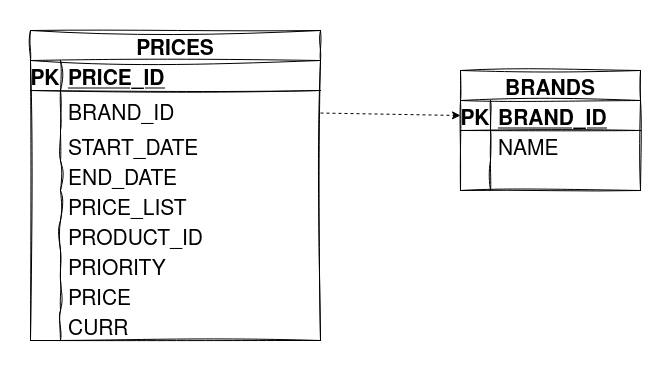 PRICES
PK PRICE_ID
BRAND_ID
START_DATE
END_DATE
PRICE_LIST
PRODUCT_ID
PRIORITY
PRICE
CURR
BRANDS
PK BRAND_ID
NAME